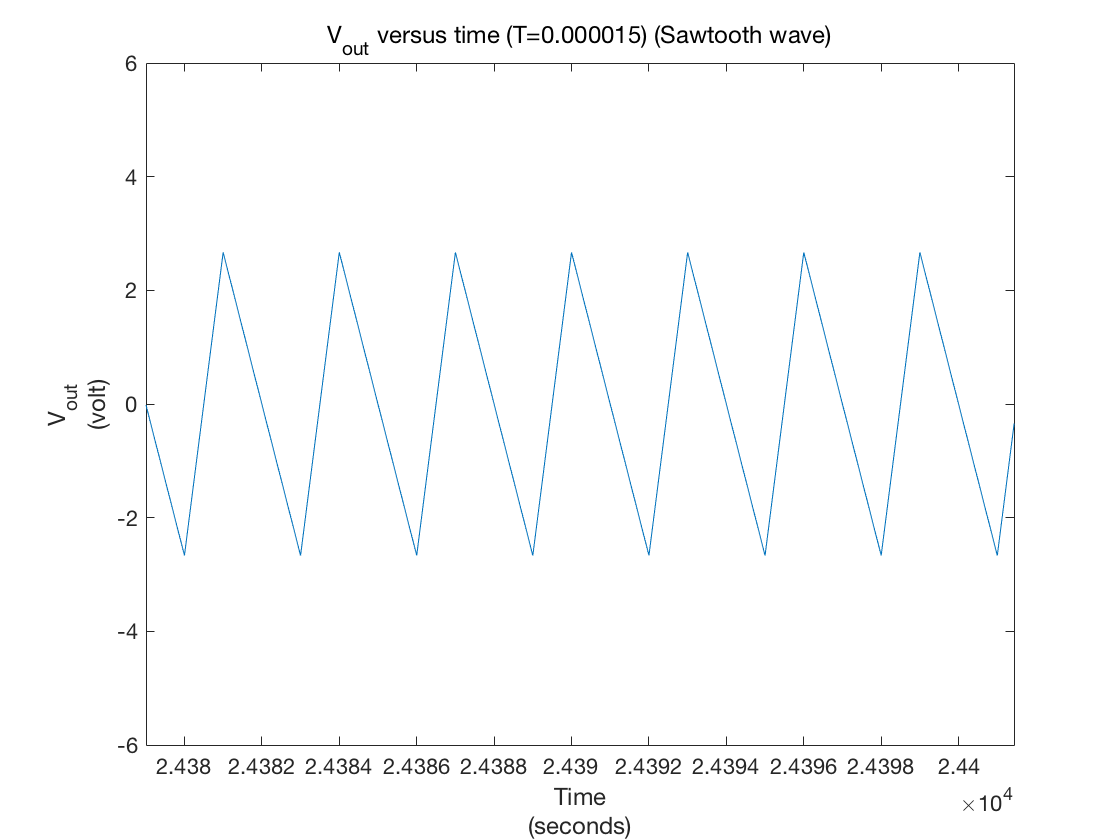 V_out versus time (T=0.000015) (Sawtooth wave)
6
4
2
0
-2
-4
-6
V_out
(volt)
2.438 2.4382 2.4384 2.4386 2.4388 2.439 2.4392 2.4394 2.4396 2.4398 2.44
×10^4
Time
(seconds)